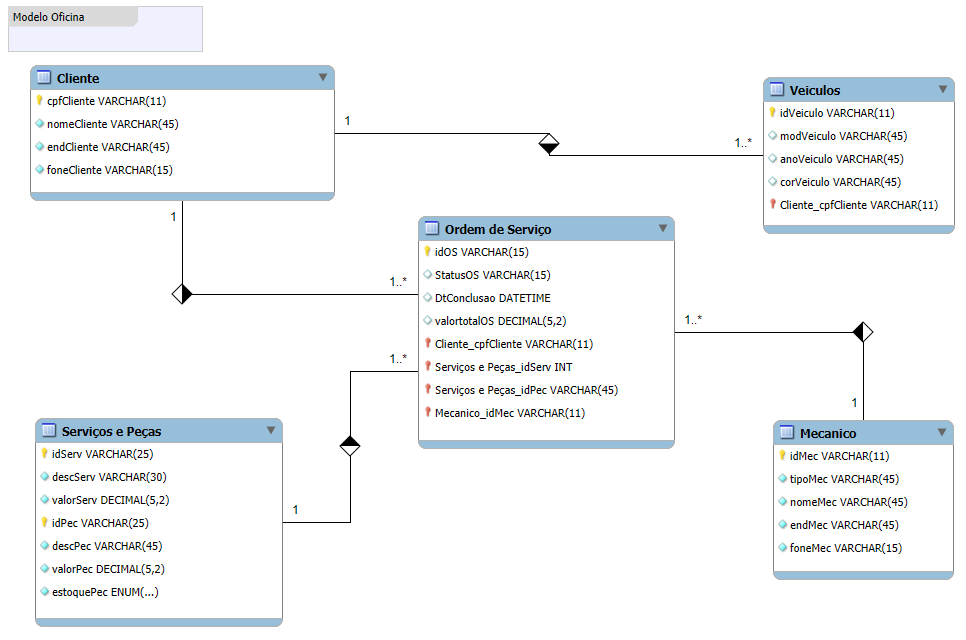 Modelo Oficina
Cliente
cpfCliente VARCHAR(11)
nomeCliente VARCHAR(45)
endCliente VARCHAR(45)
foneCliente VARCHAR(15)
1
1..*
Veiculos
idVeiculo VARCHAR(11)
modVeiculo VARCHAR(45)
anoVeiculo VARCHAR(45)
corVeiculo VARCHAR(45)
Cliente_cpfCliente VARCHAR(11)
1
1..*
Ordem de Serviço
idOS VARCHAR(15)
StatusOS VARCHAR(15)
DtConclusao DATETIME
valortotalOS DECIMAL(5,2)
Cliente_cpfCliente VARCHAR(11)
Serviços e Peças_idServ INT
Serviços e Peças_idPec VARCHAR(45)
Mecanico_idMec VARCHAR(11)
1..*
1..*
1
1
Serviços e Peças
idServ VARCHAR(25)
descServ VARCHAR(30)
valorServ DECIMAL(5,2)
idPec VARCHAR(25)
descPec VARCHAR(45)
valorPec DECIMAL(5,2)
estoquePec ENUM(...)
Mecanico
idMec VARCHAR(11)
tipoMec VARCHAR(45)
nomeMec VARCHAR(45)
endMec VARCHAR(45)
foneMec VARCHAR(15)